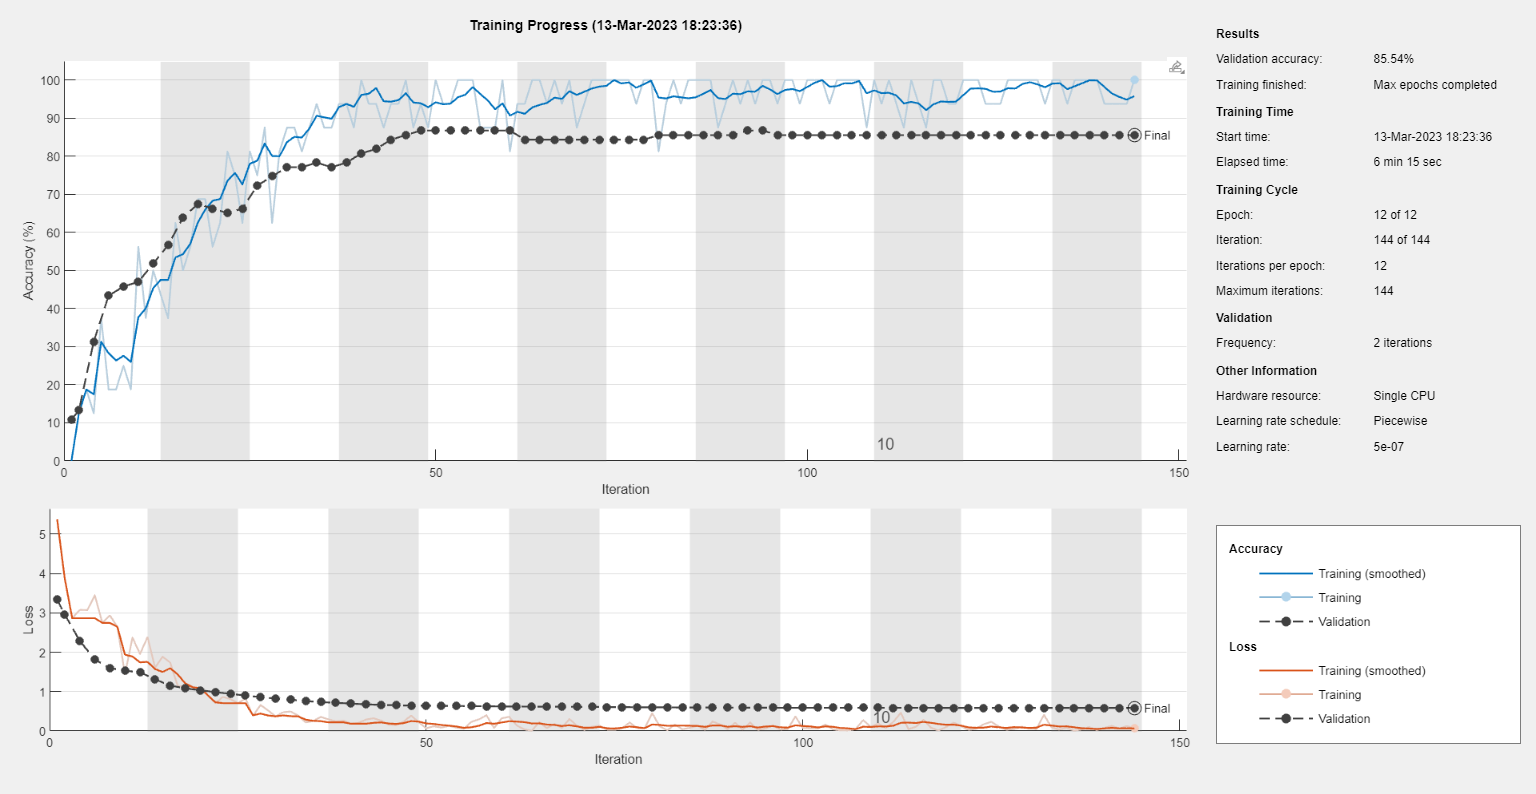 Training Progress (13-Mar-2023 18:23:36)
100
90
80
70
60
50
40
30
20
10
0
Accuracy (%)
Final
10
0
50
100
150
Iteration
5
4
3
2
1
0
Loss
Final
10
0
50
100
150
Iteration
Results
Validation accuracy: 85.54%
Training finished: Max epochs completed
Training Time
Start time: 13-Mar-2023 18:23:36
Elapsed time: 6 min 15 sec
Training Cycle
Epoch: 12 of 12
Iteration: 144 of 144
Iterations per epoch: 12
Maximum iterations: 144
Validation
Frequency: 2 iterations
Other Information
Hardware resource: Single CPU
Learning rate schedule: Piecewise
Learning rate: 5e-07
Accuracy
Training (smoothed)
Training
Validation
Loss
Training (smoothed)
Training
Validation